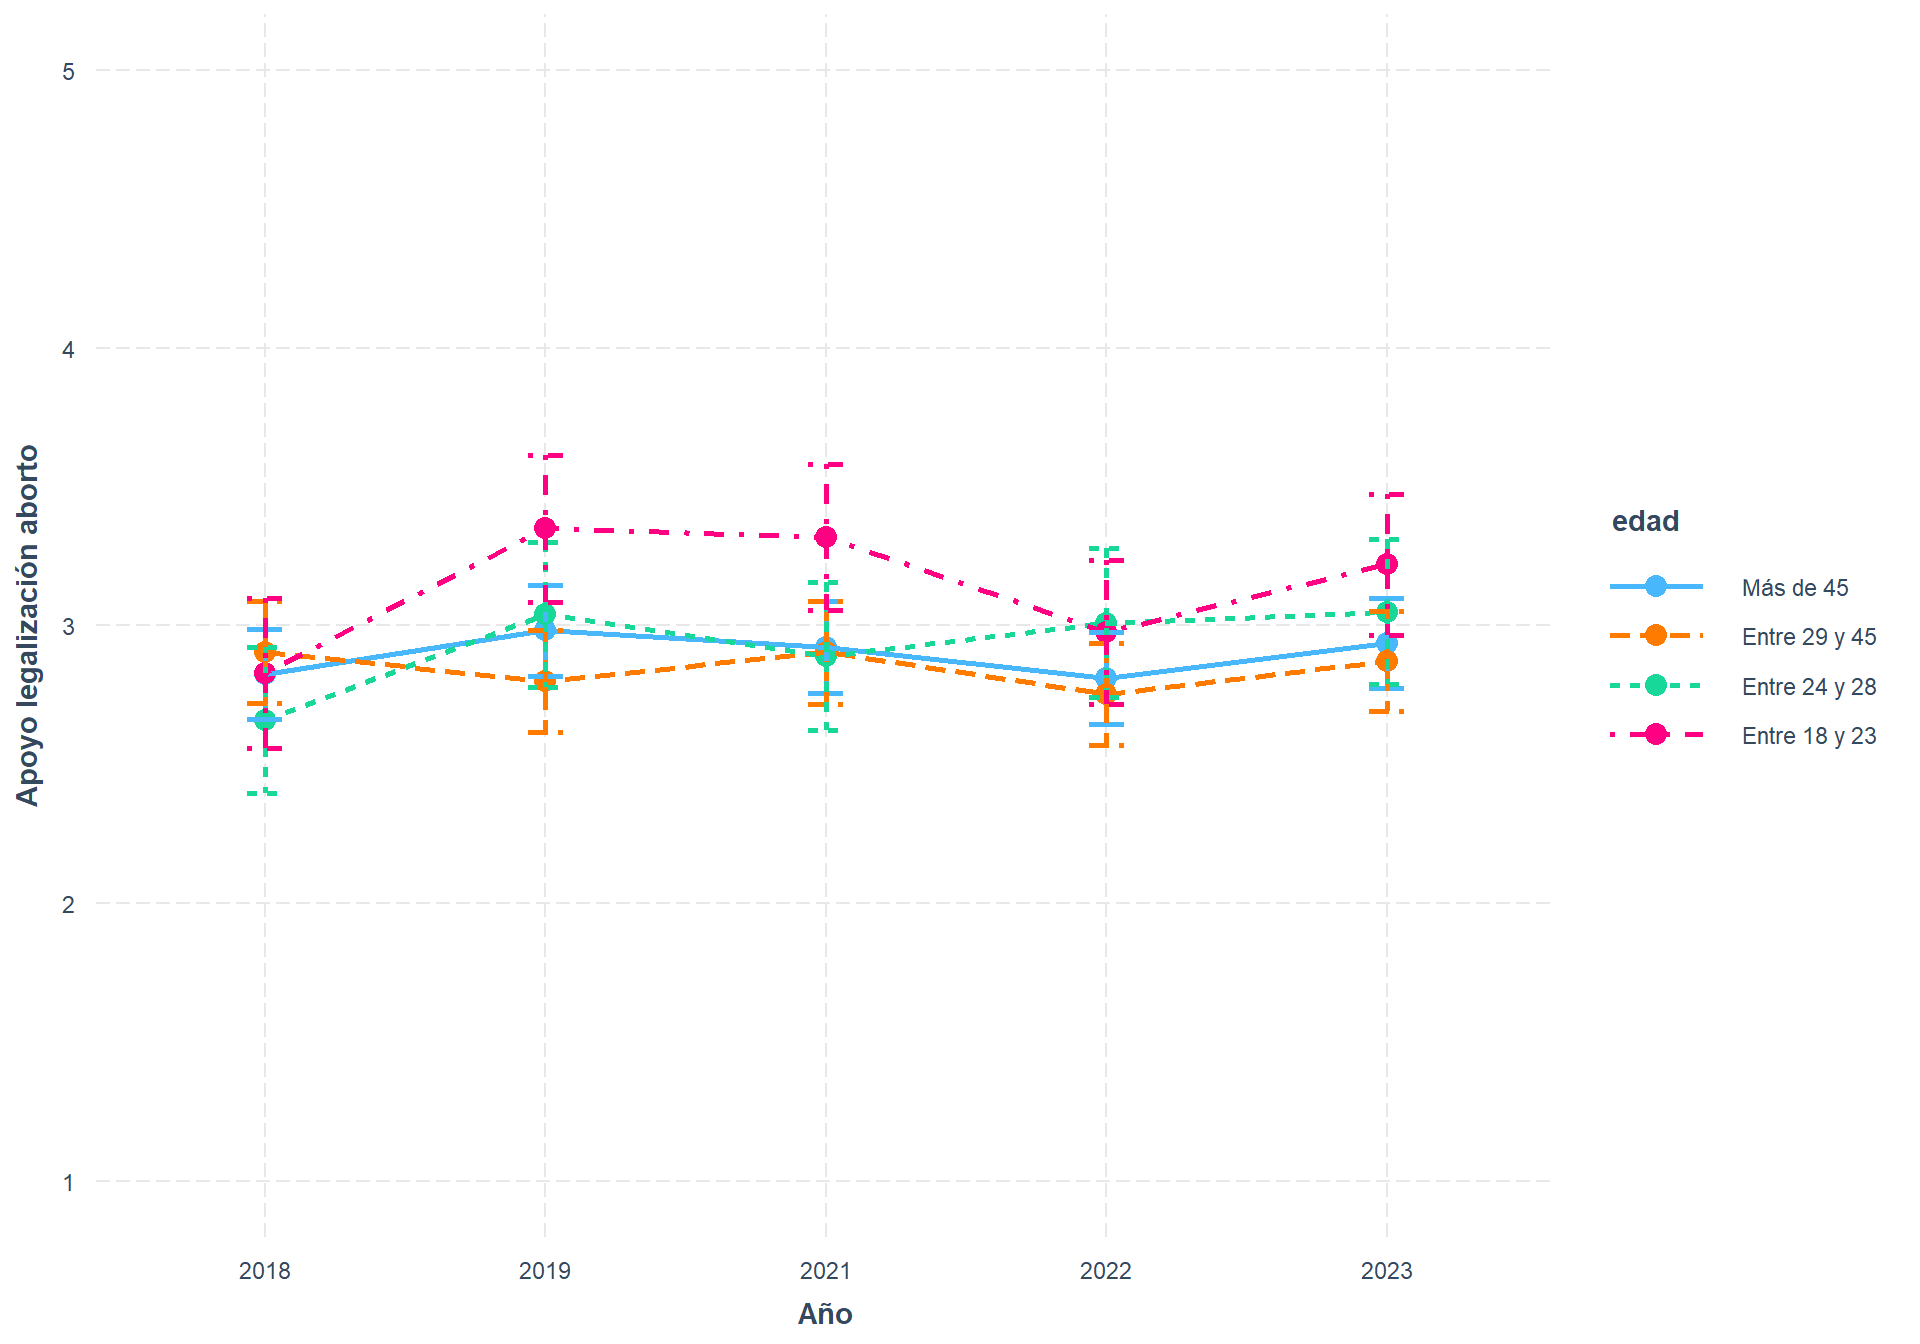 5
4
3
2
1
Apoyo legalización aborto
2018
2019
2021
2022
2023
Año
edad
Más de 45
Entre 29 y 45
Entre 24 y 28
Entre 18 y 23